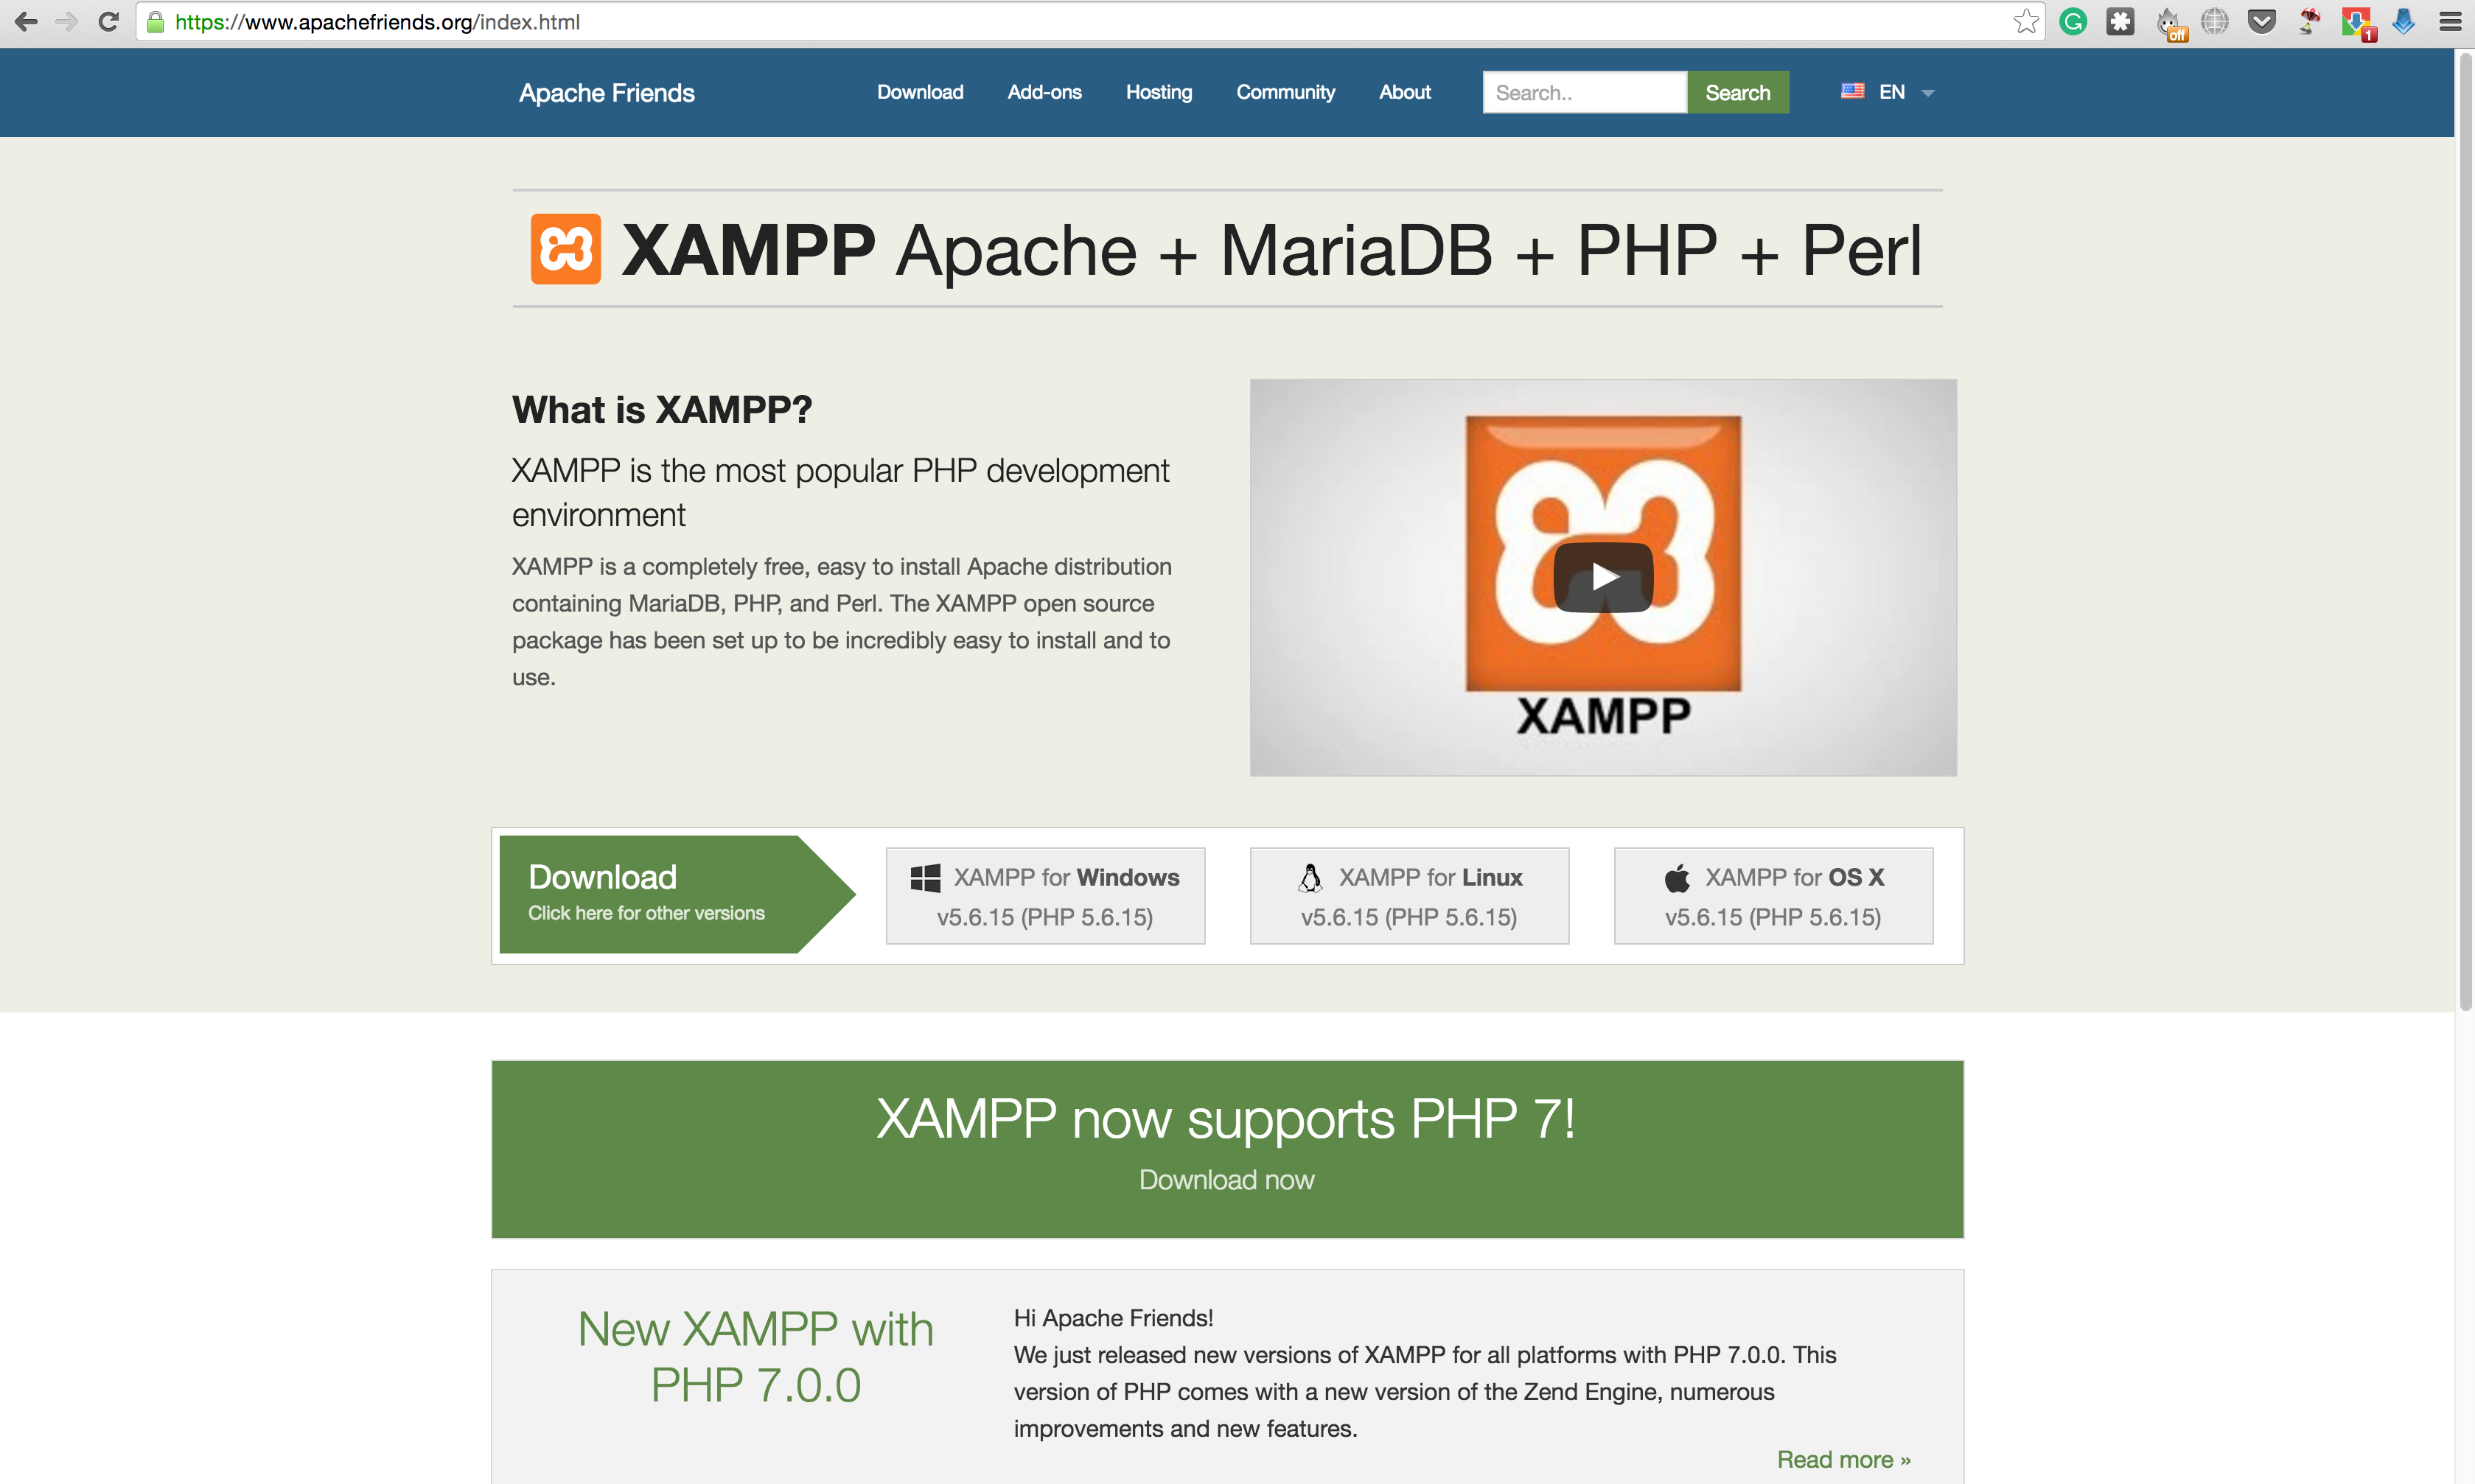 https://www.apachefriends.org/index.html
off
1
Apache Friends
Download
Add-ons
Hosting
Community
About
Search..
Search
EN
XAMPP Apache + MariaDB + PHP + Perl
What is XAMPP?
XAMPP is the most popular PHP development
environment
XAMPP is a completely free, easy to install Apache distribution
containing MariaDB, PHP, and Perl. The XAMPP open source
package has been set up to be incredibly easy to install and to
use.
XAMPP
Download
Click here for other versions
XAMPP for Windows
v5.6.15 (PHP 5.6.15)
XAMPP for Linux
v5.6.15 (PHP 5.6.15)
XAMPP for OS X
v5.6.15 (PHP 5.6.15)
XAMPP now supports PHP 7!
Download now
New XAMPP with
PHP 7.0.0
Hi Apache Friends!
We just released new versions of XAMPP for all platforms with PHP 7.0.0. This
version of PHP comes with a new version of the Zend Engine, numerous
improvements and new features.
Read more »